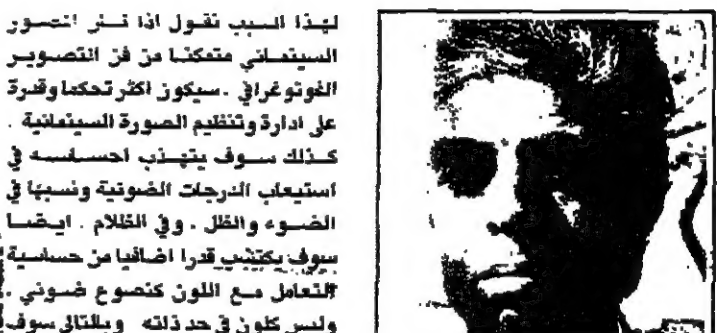 لهذا السبب نقول اذا كان المصور
السينمائي متمكنا من فن التصوير
الفوتوغرافي . سيكون اكثر تحكما وقدرة
على ادارة وتنظيم الصورة السينمائية .
كذلك سوف يتهذب احساسه في
استيعاب الدرجات الضوئية ونسبها في
الضوء والظل . وفي الظلام . ايضا
سوف يكتسب قدرا اضافيا من حساسية
التعامل مع اللون كنصوع ضوئي .
وليس كلون في حد ذاته وبالتالي سوف